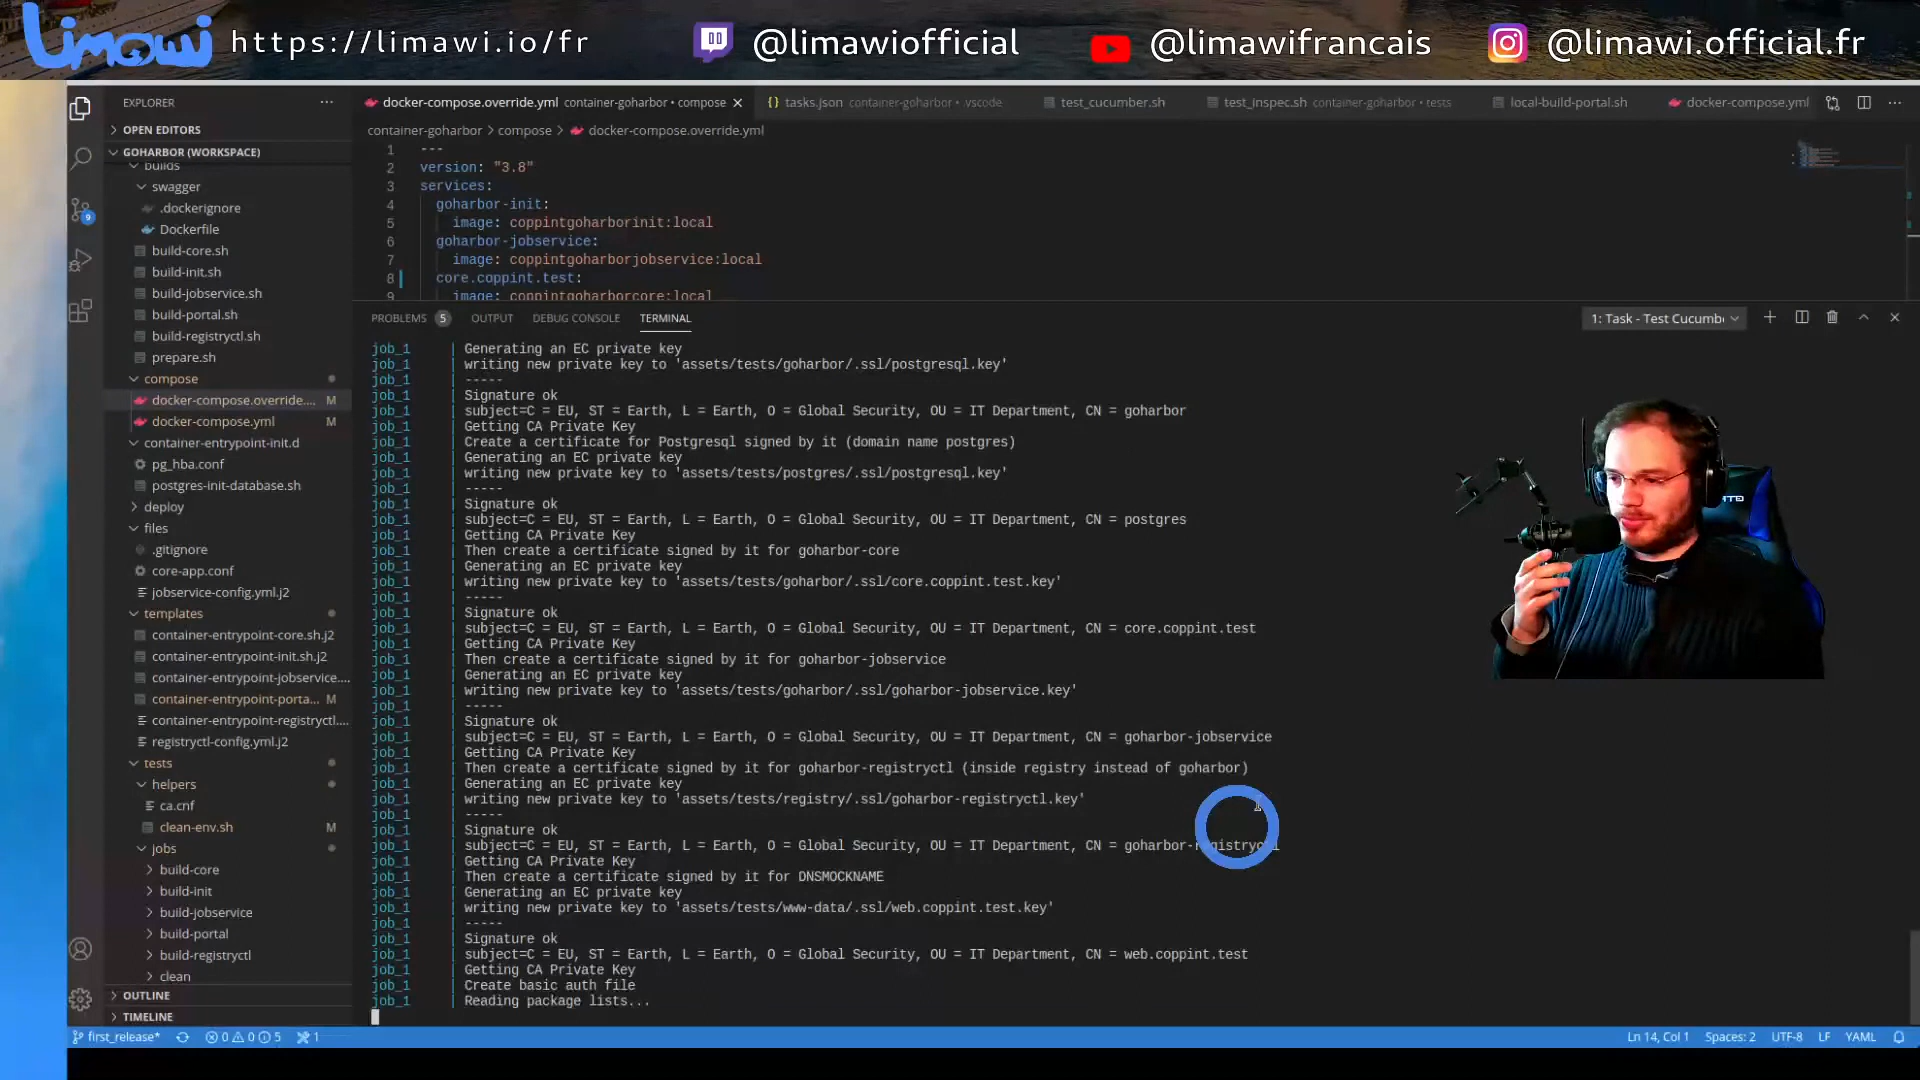 Limawi https://limawi.io/fr @limawiofficial @limawifrancais @limawi.official.fr
EXPLORER
docker-compose.override.yml container-goharbor • compose
tasks.json container-goharbor • .vscode
test_cucumber.sh
test_inspec.sh container-goharbor • tests
local-build-portal.sh
docker-compose.yml
OPEN EDITORS
container-goharbor > compose > docker-compose.override.yml
GOHARBOR (WORKSPACE)
builds
swagger
.dockerignore
Dockerfile
build-core.sh
build-init.sh
build-jobservice.sh
build-portal.sh
build-registryctl.sh
prepare.sh
compose
docker-compose.override.... M
docker-compose.yml M
container-entrypoint-init.d
pg_hba.conf
postgres-init-database.sh
deploy
files
.gitignore
core-app.conf
jobservice-config.yml.j2
templates
container-entrypoint-core.sh.j2
container-entrypoint-init.sh.j2
container-entrypoint-jobservice....
container-entrypoint-porta... M
container-entrypoint-registryctl....
registryctl-config.yml.j2
tests
helpers
ca.cnf
clean-env.sh M
jobs
build-core
build-init
build-jobservice
build-portal
build-registryctl
clean
OUTLINE
TIMELINE
9
1 ---
2 version: "3.8"
3 services:
4 goharbor-init:
5 image: coppintgoharborinit:local
6 goharbor-jobservice:
7 image: coppintgoharborjobservice:local
8 core.coppint.test:
9 image: coppintgoharborcore:local
PROBLEMS 5 OUTPUT DEBUG CONSOLE TERMINAL 1: Task - Test Cucumb
job_1 | Generating an EC private key
job_1 | writing new private key to 'assets/tests/goharbor/.ssl/postgresql.key'
job_1 | -----
job_1 | Signature ok
job_1 | subject=C = EU, ST = Earth, L = Earth, O = Global Security, OU = IT Department, CN = goharbor
job_1 | Getting CA Private Key
job_1 | Create a certificate for Postgresql signed by it (domain name postgres)
job_1 | Generating an EC private key
job_1 | writing new private key to 'assets/tests/postgres/.ssl/postgresql.key'
job_1 | -----
job_1 | Signature ok
job_1 | subject=C = EU, ST = Earth, L = Earth, O = Global Security, OU = IT Department, CN = postgres
job_1 | Getting CA Private Key
job_1 | Then create a certificate signed by it for goharbor-core
job_1 | Generating an EC private key
job_1 | writing new private key to 'assets/tests/goharbor/.ssl/core.coppint.test.key'
job_1 | -----
job_1 | Signature ok
job_1 | subject=C = EU, ST = Earth, L = Earth, O = Global Security, OU = IT Department, CN = core.coppint.test
job_1 | Getting CA Private Key
job_1 | Then create a certificate signed by it for goharbor-jobservice
job_1 | Generating an EC private key
job_1 | writing new private key to 'assets/tests/goharbor/.ssl/goharbor-jobservice.key'
job_1 | -----
job_1 | Signature ok
job_1 | subject=C = EU, ST = Earth, L = Earth, O = Global Security, OU = IT Department, CN = goharbor-jobservice
job_1 | Getting CA Private Key
job_1 | Then create a certificate signed by it for goharbor-registryctl (inside registry instead of goharbor)
job_1 | Generating an EC private key
job_1 | writing new private key to 'assets/tests/registry/.ssl/goharbor-registryctl.key'
job_1 | -----
job_1 | Signature ok
job_1 | subject=C = EU, ST = Earth, L = Earth, O = Global Security, OU = IT Department, CN = goharbor-registryctl
job_1 | Getting CA Private Key
job_1 | Then create a certificate signed by it for DNSMOCKNAME
job_1 | Generating an EC private key
job_1 | writing new private key to 'assets/tests/www-data/.ssl/web.coppint.test.key'
job_1 | -----
job_1 | Signature ok
job_1 | subject=C = EU, ST = Earth, L = Earth, O = Global Security, OU = IT Department, CN = web.coppint.test
job_1 | Getting CA Private Key
job_1 | Create basic auth file
job_1 | Reading package lists...
first_release* 0 0 5 1 Ln 14, Col 1 Spaces: 2 UTF-8 LF YAML